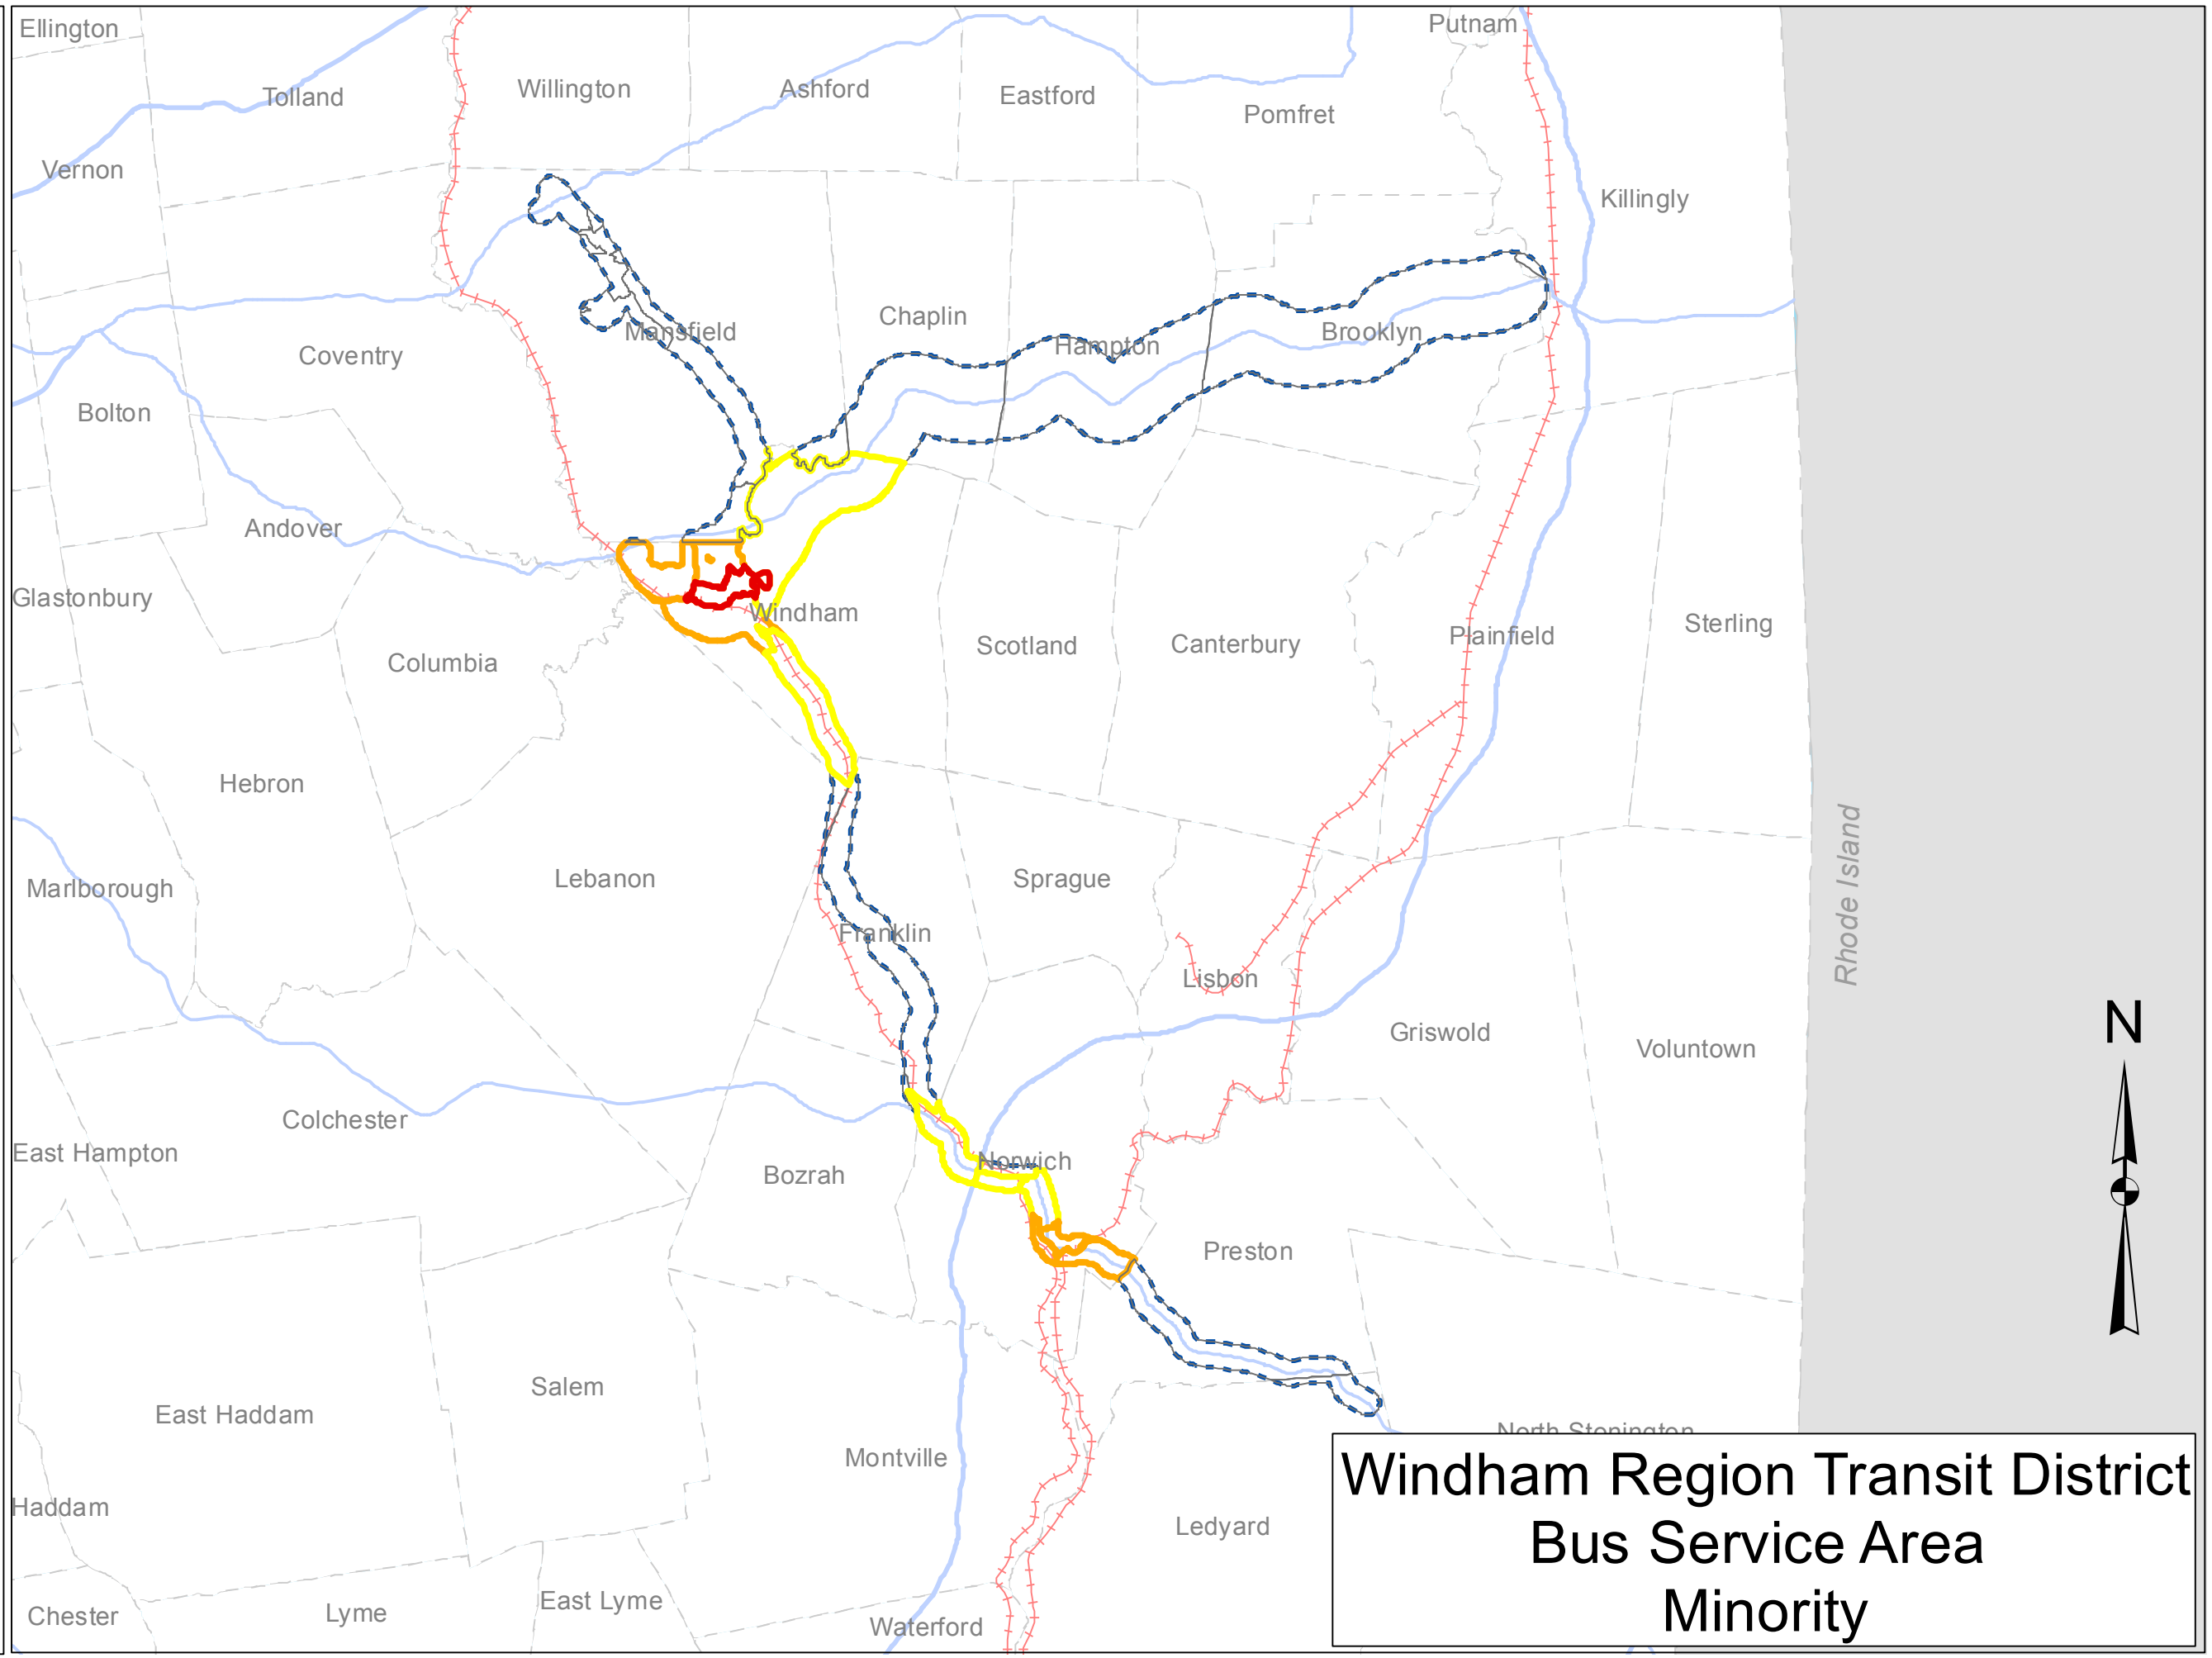 Ellington
Putnam
Tolland
Willington
Ashford
Eastford
Pomfret
Vernon
Killingly
Chaplin
Mansfield
Hampton
Brooklyn
Coventry
Bolton
Andover
Glastonbury
Windham
Scotland
Canterbury
Plainfield
Sterling
Columbia
Hebron
Lebanon
Sprague
Marlborough
Franklin
Rhode Island
Lisbon
Griswold
Voluntown
N
Colchester
East Hampton
Bozrah
Norwich
Preston
Salem
East Haddam
North Stonington
Montville
Haddam
Ledyard
Chester
Lyme
East Lyme
Waterford
Windham Region Transit District
Bus Service Area
Minority